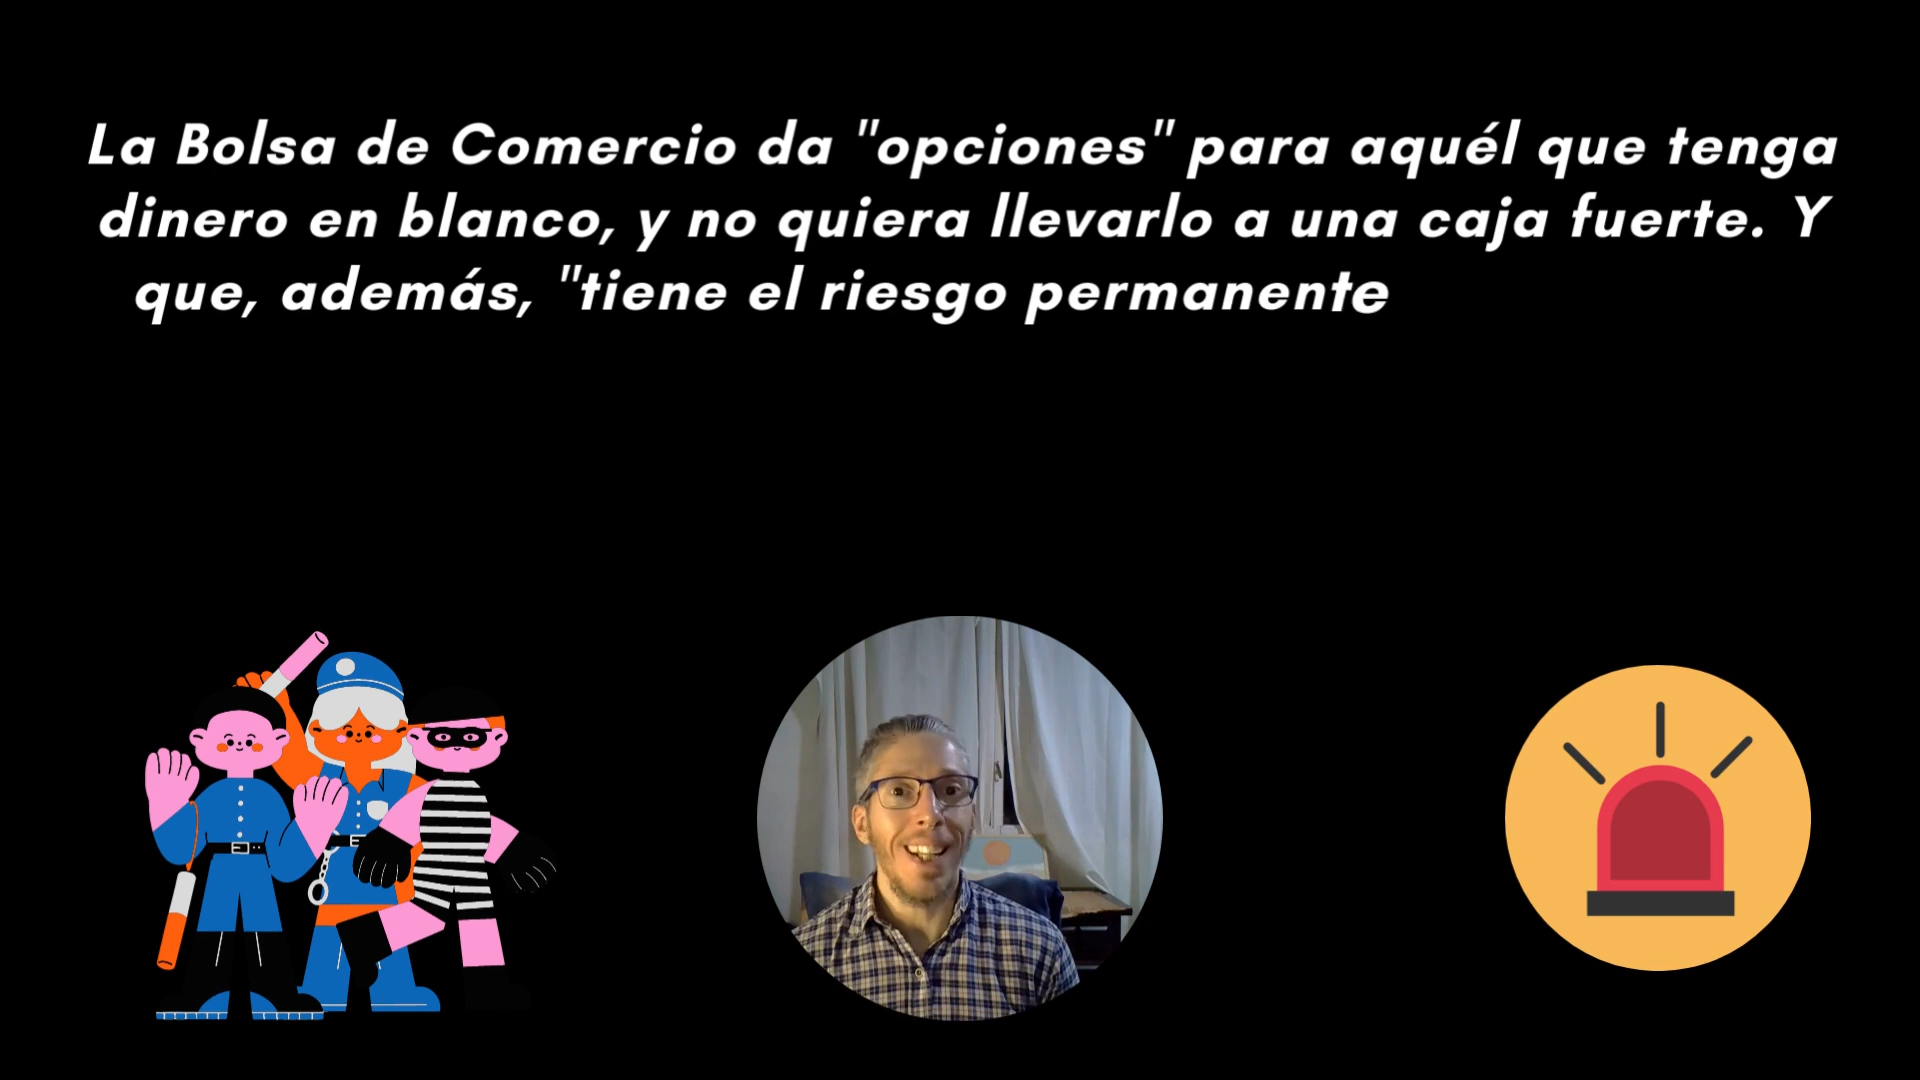 La Bolsa de Comercio da "opciones" para aquél que tenga
dinero en blanco, y no quiera llevarlo a una caja fuerte. Y
que, además, "tiene el riesgo permanente